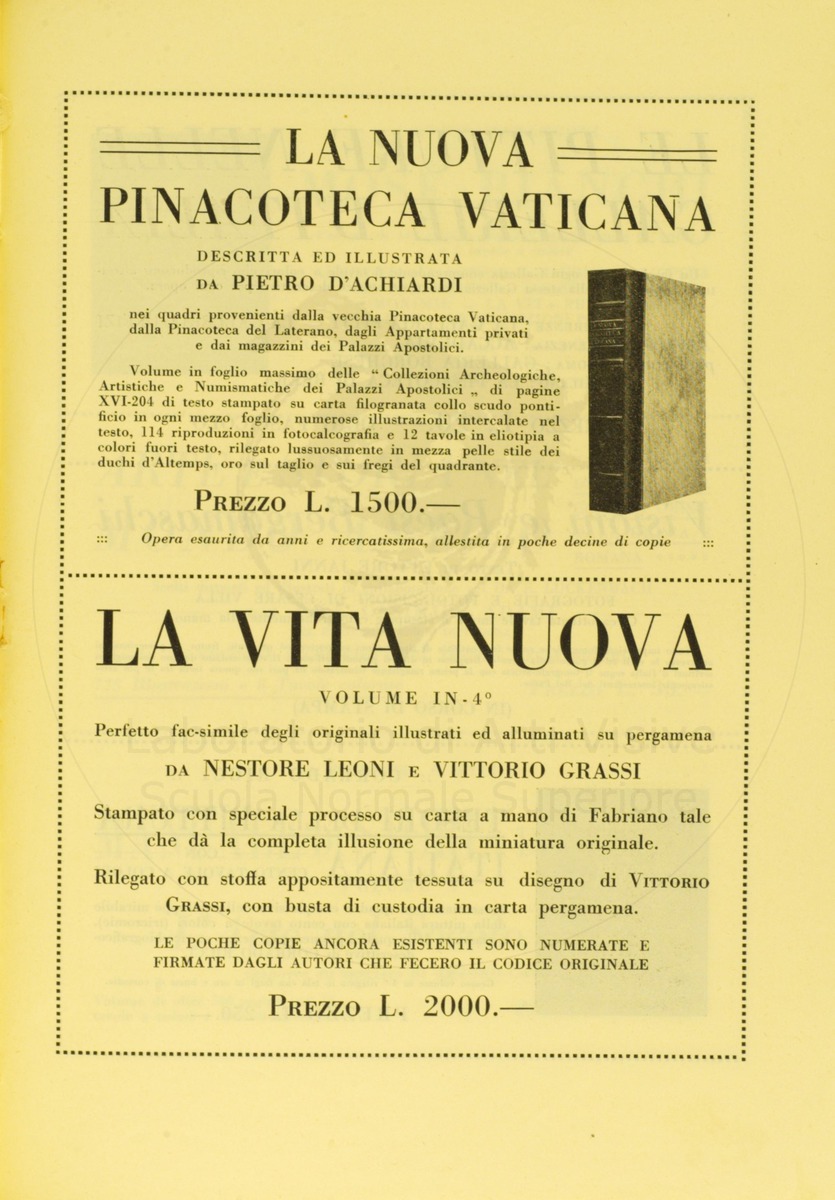 LA NUOVA
PINACOTECA VATICANA
DESCRITTA ED ILLUSTRATA
DA PIETRO D'ACHIARDI
nei quadri provenienti dalla vecchia Pinacoteca Vaticana,
dalla Pinacoteca del Laterano, dagli Appartamenti privati
e dai magazzini dei Palazzi Apostolici.
Volume in foglio massimo delle “ Collezioni Archeologiche,
Artistiche e Numismatiche dei Palazzi Apostolici „ di pagine
XVI-204 di testo stampato su carta filogranata collo scudo ponti-
ficio in ogni mezzo foglio, numerose illustrazioni intercalate nel
testo, 114 riproduzioni in fotocalcografia e 12 tavole in eliotipia a
colori fuori testo, rilegato lussuosamente in mezza pelle stile dei
duchi d'Altemps, oro sul taglio e sui fregi del quadrante.
PREZZO L. 1500.—
::: Opera esaurita da anni e ricercatissima, allestita in poche decine di copie :::
LA VITA NUOVA
VOLUME IN-4º
Perfetto fac-simile degli originali illustrati ed alluminati su pergamena
DA NESTORE LEONI E VITTORIO GRASSI
Stampato con speciale processo su carta a mano di Fabriano tale
che dà la completa illusione della miniatura originale.
Rilegato con stoffa appositamente tessuta su disegno di VITTORIO
GRASSI, con busta di custodia in carta pergamena.
LE POCHE COPIE ANCORA ESISTENTI SONO NUMERATE E
FIRMATE DAGLI AUTORI CHE FECERO IL CODICE ORIGINALE
PREZZO L. 2000.—